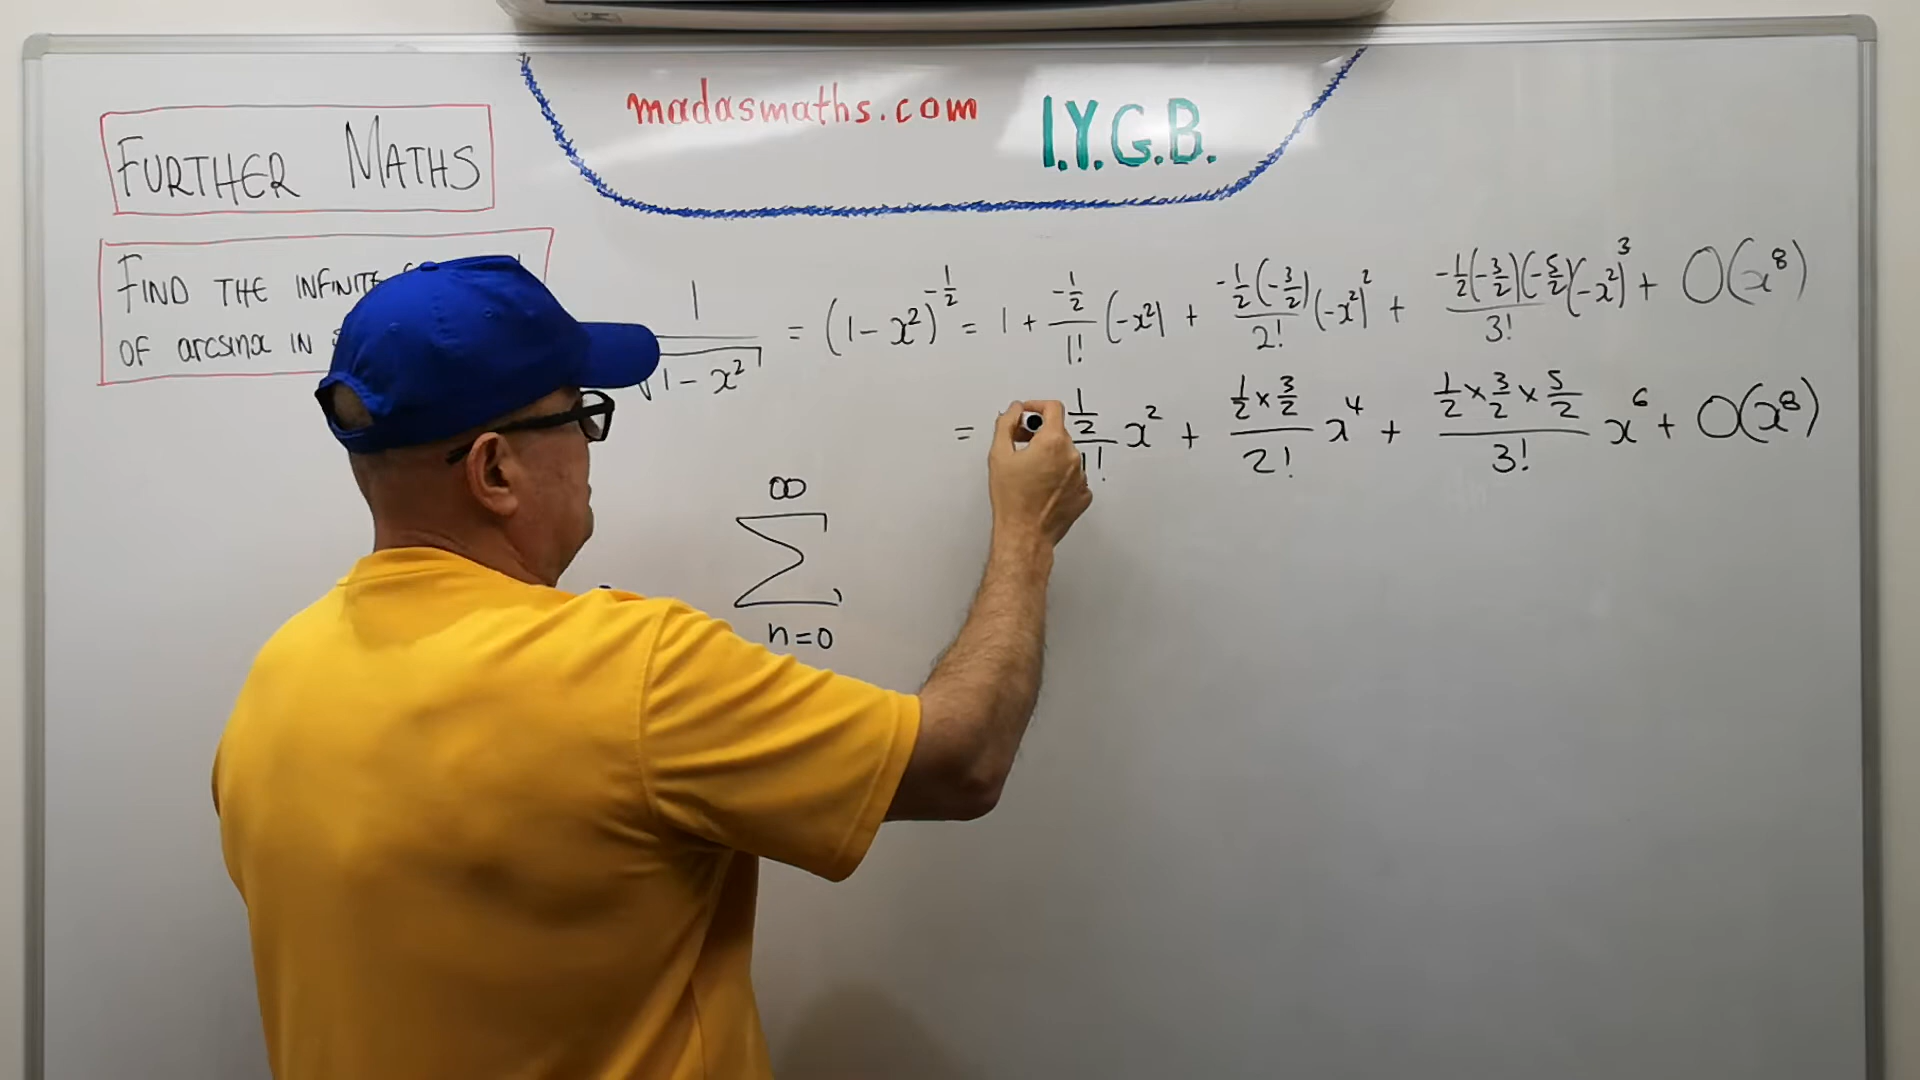 madasmaths.com
I.Y.G.B.
FURTHER MATHS
FIND THE INFINITE
OF arcsinx IN
1/√(1-x²) = (1-x²)^(-1/2) = 1 + (-1/2)/1! (-x²) + (-1/2(-3/2))/2! (-x²)² + (-1/2(-3/2)(-5/2))/3! (-x²)³ + O(x⁸)
= (1/2)/1! x² + (1/2 × 3/2)/2! x⁴ + (1/2 × 3/2 × 5/2)/3! x⁶ + O(x⁸)
∞
Σ
n=0